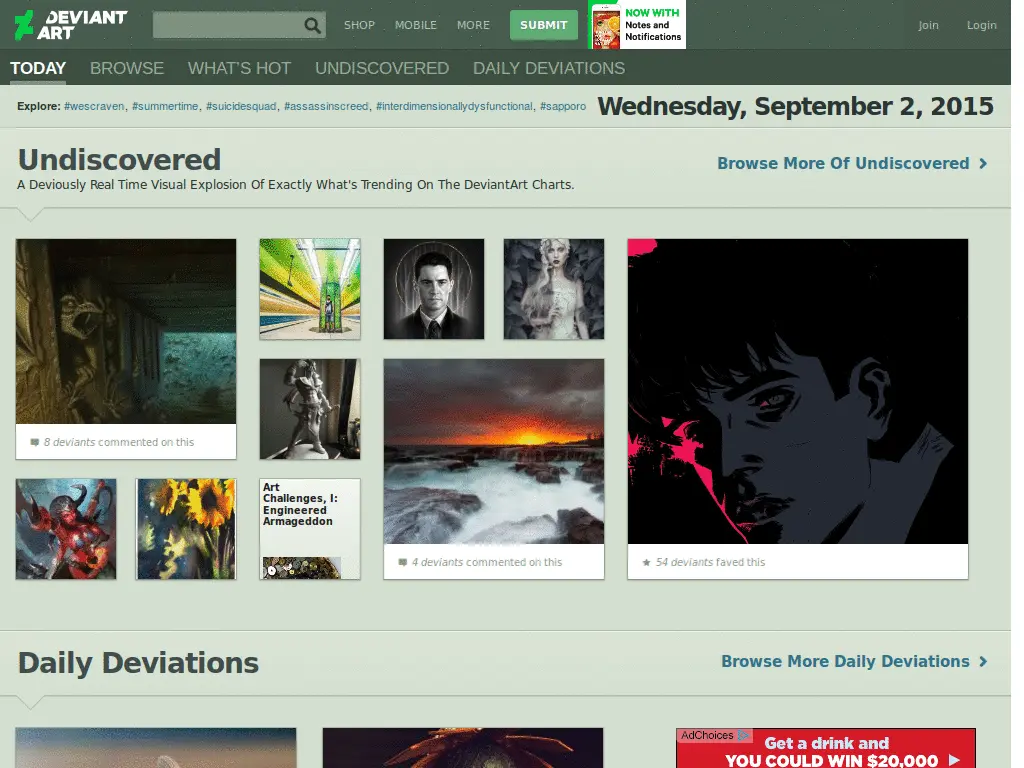 DEVIANT
ART
SHOP
MOBILE
MORE
SUBMIT
NOW WITH
Notes and
Notifications
Join
Login
TODAY
BROWSE
WHAT'S HOT
UNDISCOVERED
DAILY DEVIATIONS
Explore: #wescraven, #summertime, #suicidesquad, #assassinscreed, #interdimensionallydysfunctional, #sapporo
Wednesday, September 2, 2015
Undiscovered
Browse More Of Undiscovered
A Deviously Real Time Visual Explosion Of Exactly What's Trending On The DeviantArt Charts.
8 deviants commented on this
Art
Challenges, I:
Engineered
Armageddon
4 deviants commented on this
54 deviants faved this
Daily Deviations
Browse More Daily Deviations
AdChoices
Get a drink and
YOU COULD WIN $20,000